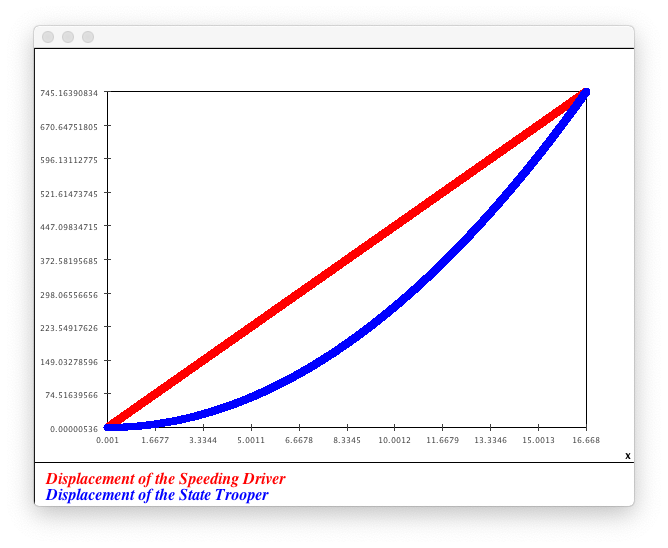 745.16390834
670.64751805
596.13112775
521.61473745
447.09834715
372.58195685
298.06556656
223.54917626
149.03278596
74.51639566
0.00000536
0.001 1.6677 3.3344 5.0011 6.6678 8.3345 10.0012 11.6679 13.3346 15.0013 16.668
x
Displacement of the Speeding Driver
Displacement of the State Trooper